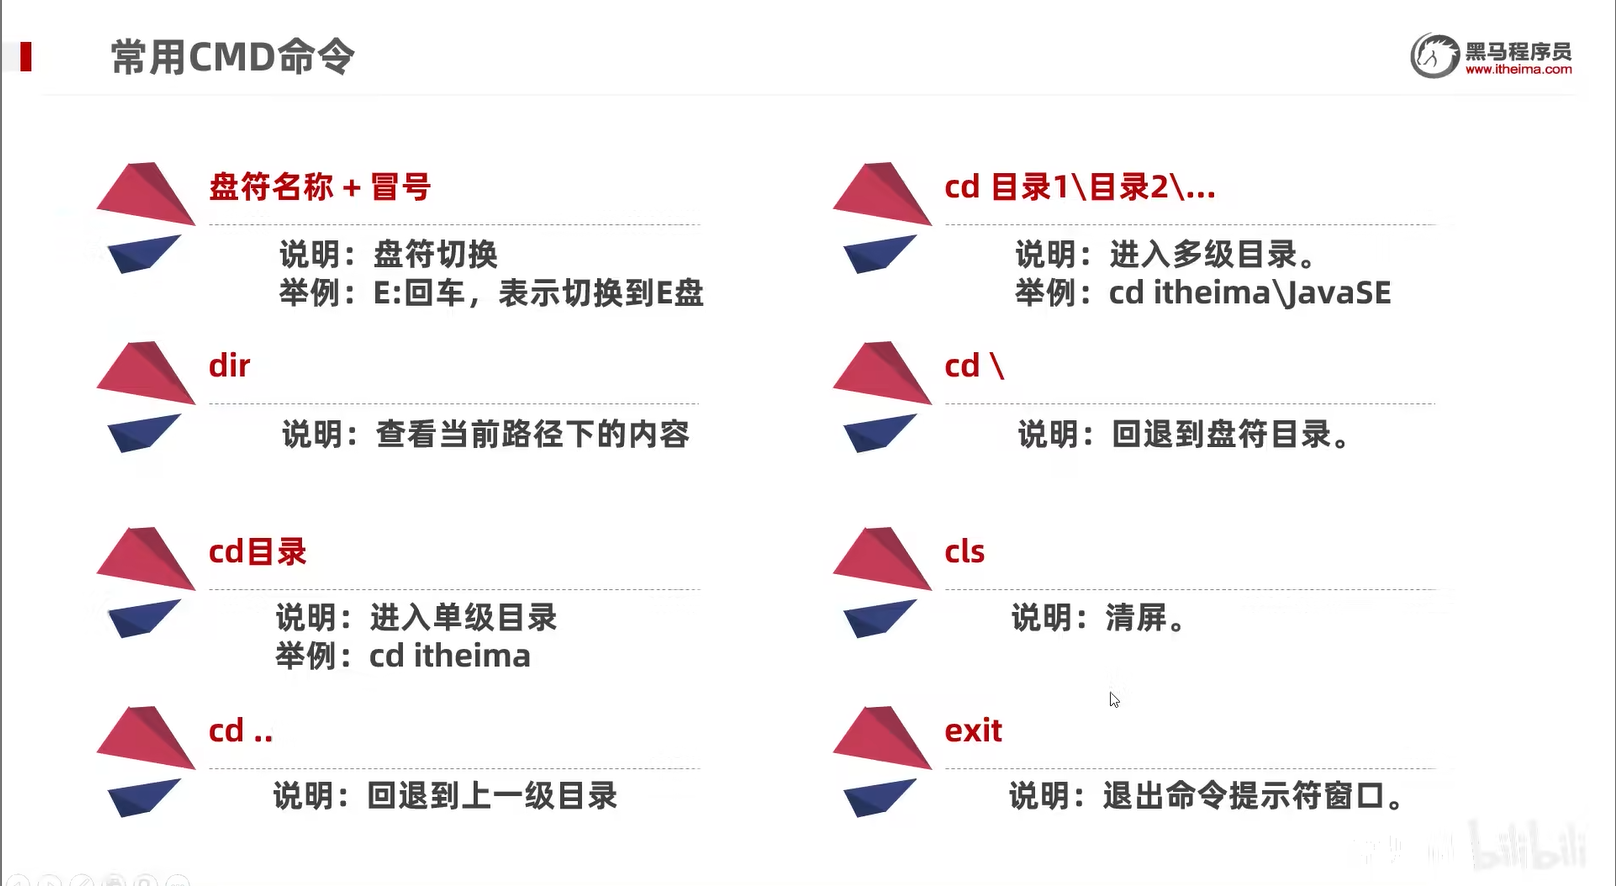 常用CMD命令
黑马程序员
www.itheima.com
盘符名称 + 冒号
说明：盘符切换
举例：E:回车，表示切换到E盘
dir
说明：查看当前路径下的内容
cd目录
说明：进入单级目录
举例：cd itheima
cd ..
说明：回退到上一级目录
cd 目录1\目录2\...
说明：进入多级目录。
举例：cd itheima\JavaSE
cd \
说明：回退到盘符目录。
cls
说明：清屏。
exit
说明：退出命令提示符窗口。
bilibili